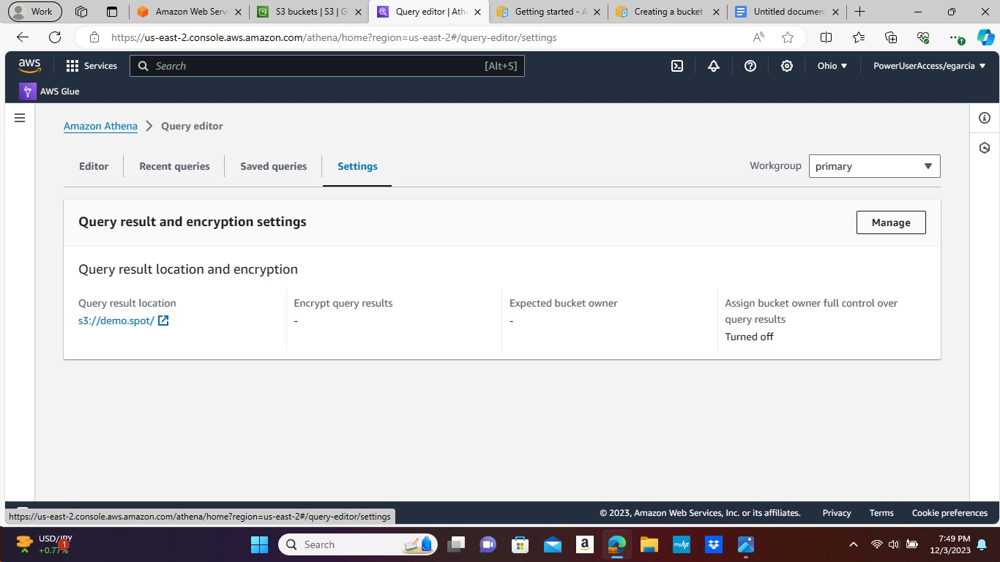 Work
Amazon Web Servi
S3 buckets | S3 | Gl
Query editor | Athe
Getting started - A
Creating a bucket
Untitled document
https://us-east-2.console.aws.amazon.com/athena/home?region=us-east-2#/query-editor/settings
aws
Services
Search
[Alt+S]
Ohio
PowerUserAccess/egarcia
AWS Glue
Amazon Athena
Query editor
Editor
Recent queries
Saved queries
Settings
Workgroup
primary
Query result and encryption settings
Manage
Query result location and encryption
Query result location
s3://demo.spot/
Encrypt query results
-
Expected bucket owner
-
Assign bucket owner full control over
query results
Turned off
https://us-east-2.console.aws.amazon.com/athena/home?region=us-east-2#/query-editor/settings
© 2023, Amazon Web Services, Inc. or its affiliates.
Privacy
Terms
Cookie preferences
USD/JPY
+0.77%
1
Search
a
myhp
7:49 PM
12/3/2023